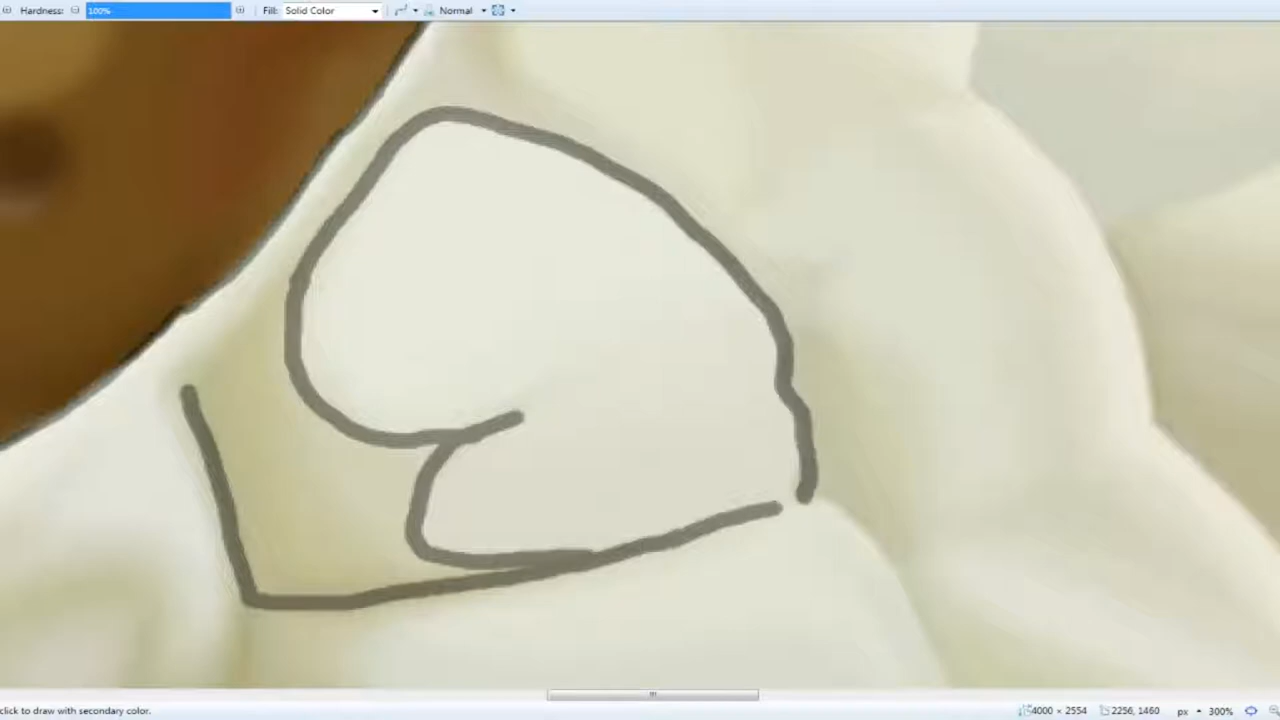 Hardness: 100% Fill: Solid Color Normal
click to draw with secondary color. 4000 × 2554 2256, 1460 px 300%